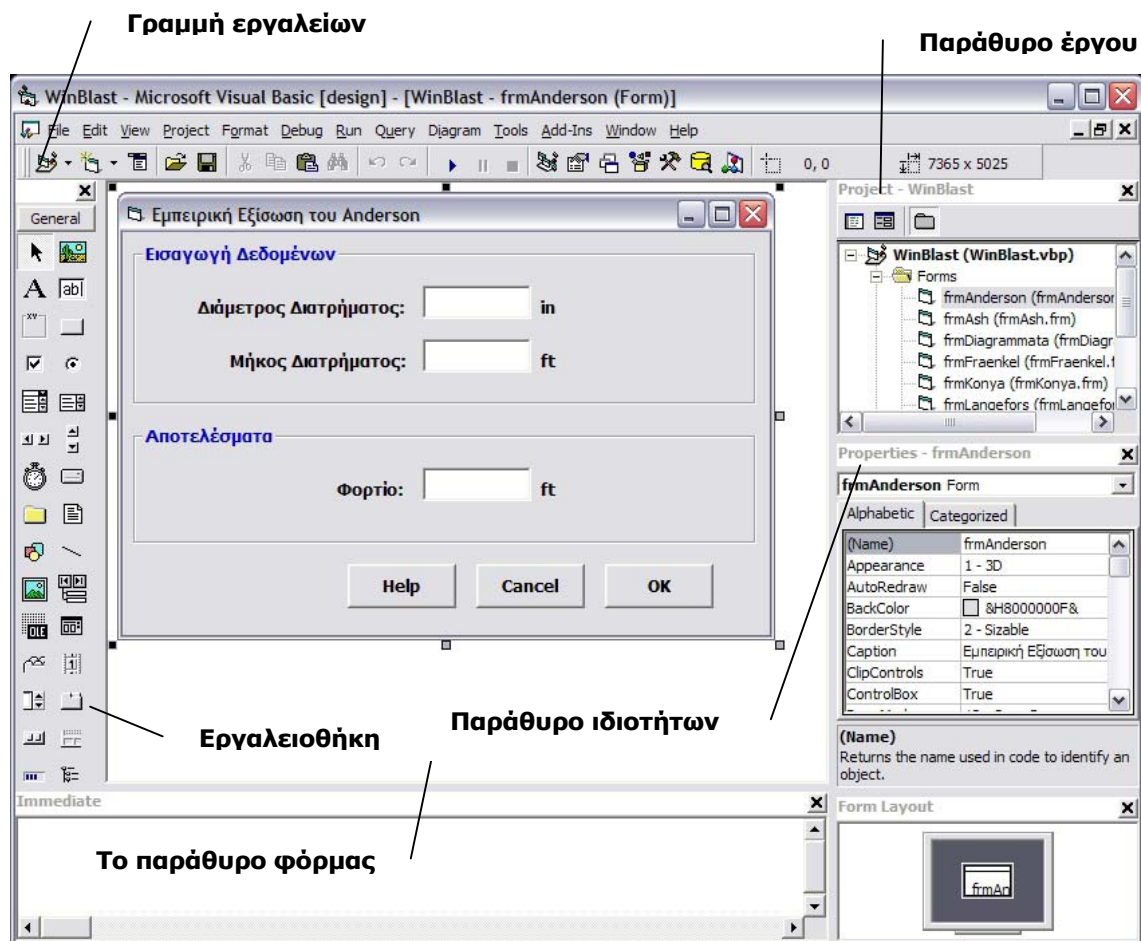 Γραμμή εργαλείων
Παράθυρο έργου
WinBlast - Microsoft Visual Basic [design] - [WinBlast - frmAnderson (Form)]
File Edit View Project Format Debug Run Query Diagram Tools Add-Ins Window Help
0, 0 7365 x 5025
General
Εμπειρική Εξίσωση του Anderson
Εισαγωγή Δεδομένων
Διάμετρος Διατρήματος: in
Μήκος Διατρήματος: ft
Αποτελέσματα
Φορτίο: ft
Help Cancel OK
Project - WinBlast
WinBlast (WinBlast.vbp)
Forms
frmAnderson (frmAnderson
frmAsh (frmAsh.frm)
frmDiagrammata (frmDiagr
frmFraenkel (frmFraenkel.f
frmKonya (frmKonya.frm)
frmLangefors (frmLangefor
Properties - frmAnderson
frmAnderson Form
Alphabetic Categorized
(Name) frmAnderson
Appearance 1 - 3D
AutoRedraw False
BackColor &H8000000F&
BorderStyle 2 - Sizable
Caption Εμπειρική Εξίσωση του
ClipControls True
ControlBox True
(Name)
Returns the name used in code to identify an
object.
Εργαλειοθήκη
Παράθυρο ιδιοτήτων
Immediate
Το παράθυρο φόρμας
Form Layout
frmAn